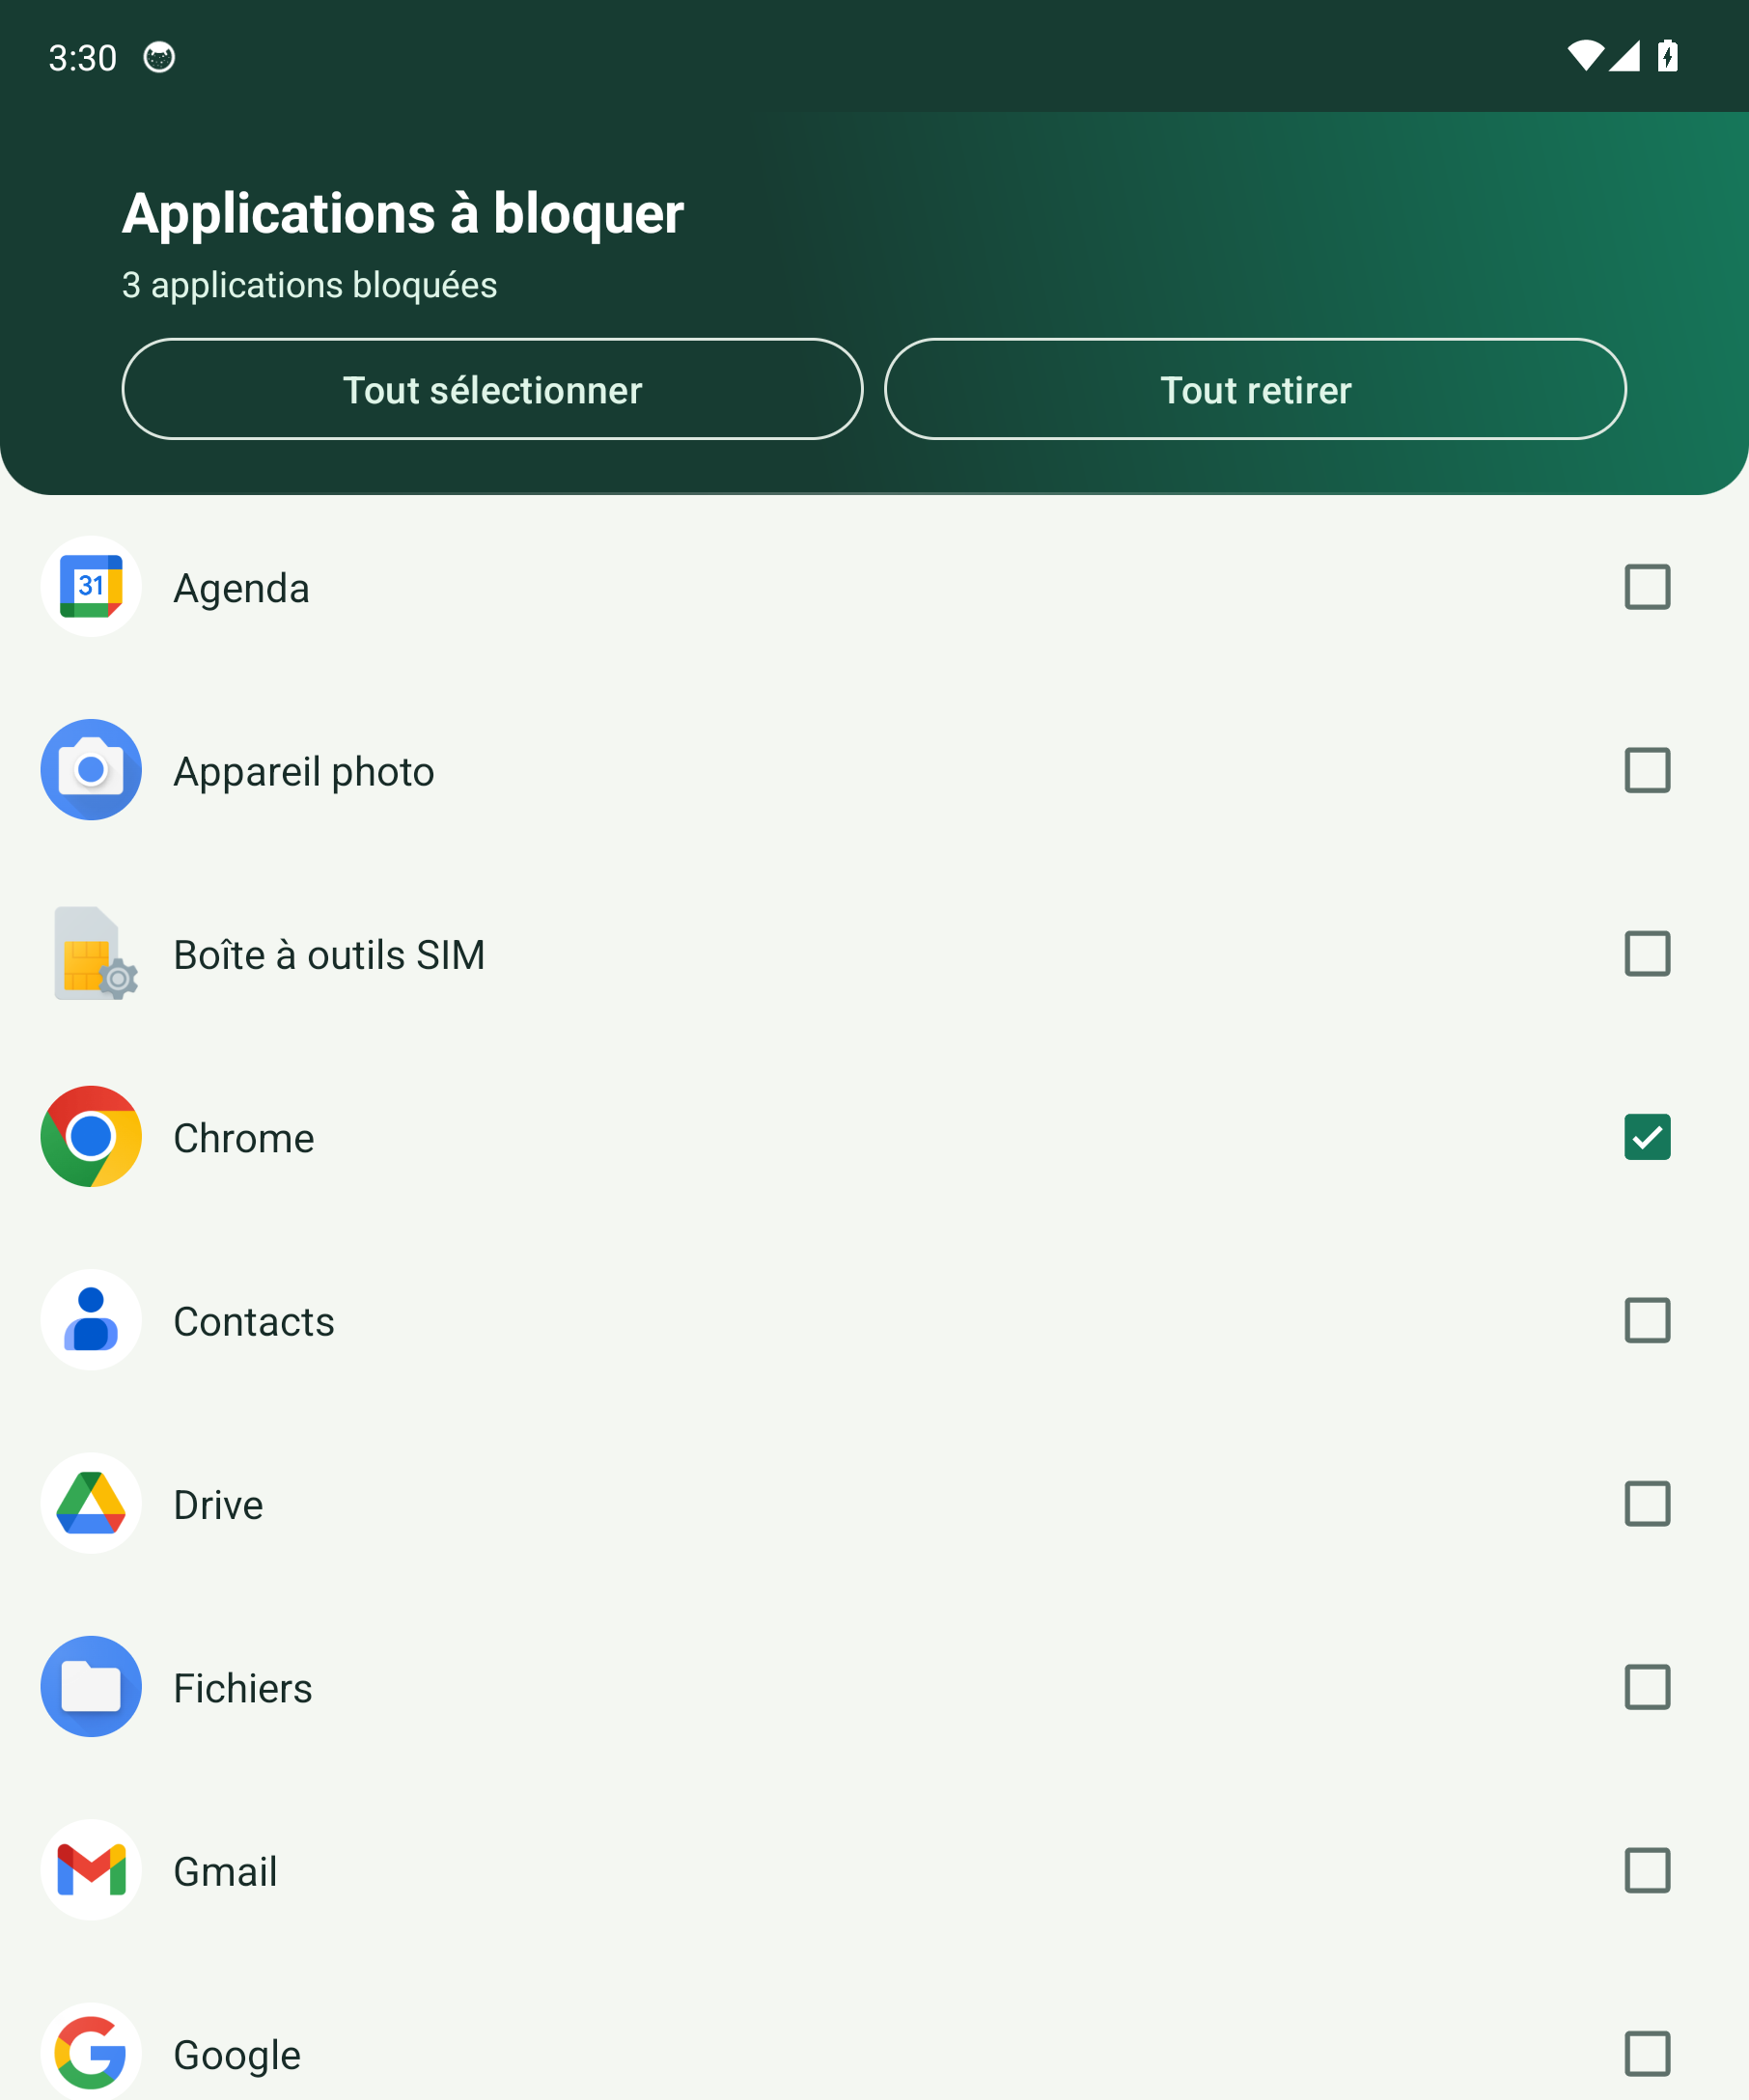 3:30
Applications à bloquer
3 applications bloquées
Tout sélectionner
Tout retirer
31
Agenda
Appareil photo
Boîte à outils SIM
Chrome
Contacts
Drive
Fichiers
Gmail
Google